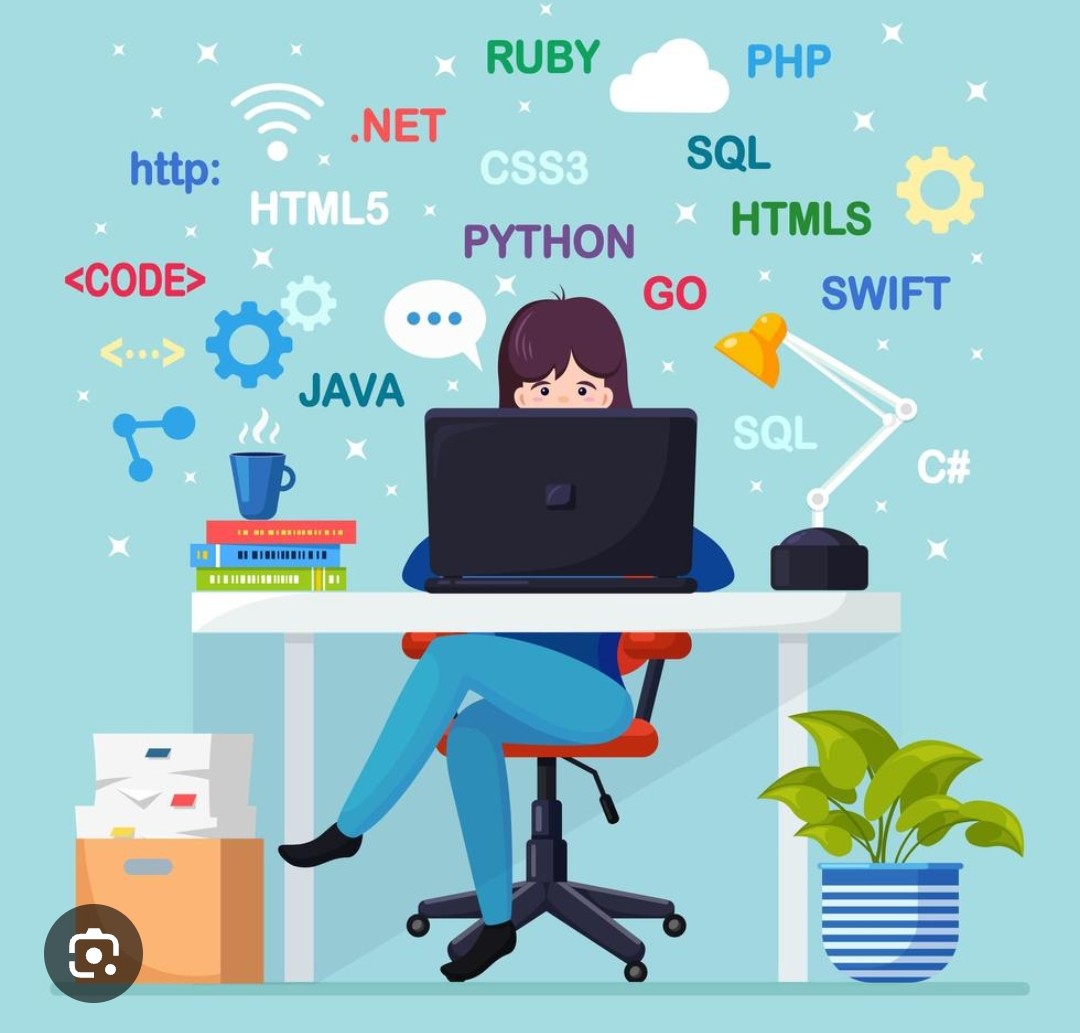 RUBY
PHP
.NET
http:
CSS3
SQL
HTML5
HTMLS
PYTHON
<CODE>
GO
SWIFT
<...>
JAVA
SQL
C#